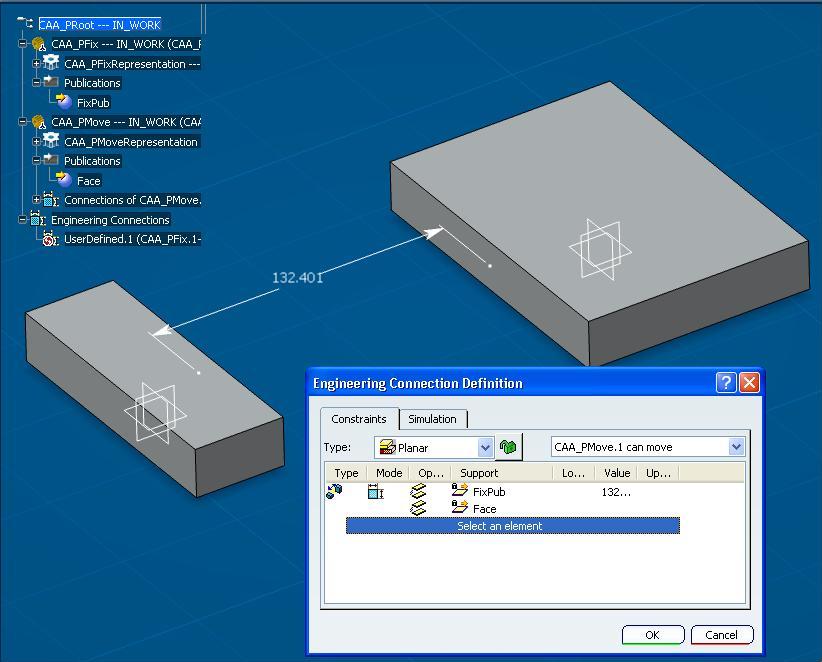 CAA_PRoot --- IN_WORK
CAA_PFix --- IN_WORK (CAA_F
CAA_PFixRepresentation ---
Publications
FixPub
CAA_PMove --- IN_WORK (CAA
CAA_PMoveRepresentation
Publications
Face
Connections of CAA_PMove.
Engineering Connections
UserDefined.1 (CAA_PFix.1-
132.401
Engineering Connection Definition
Constraints Simulation
Type: Planar CAA_PMove.1 can move
Type Mode Op... Support Lo... Value Up...
FixPub 132...
Face
Select an element
OK Cancel